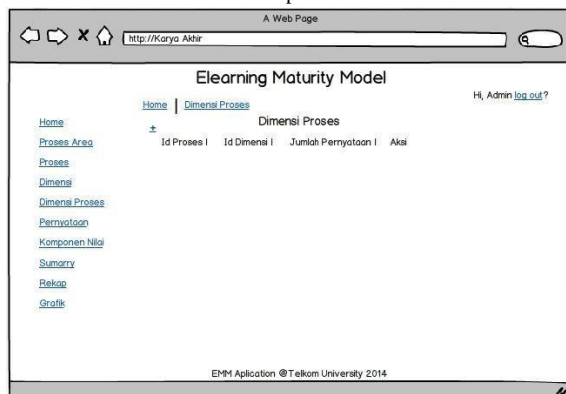 A Web Page
http://Karya Akhir
Elearning Maturity Model
Hi, Admin log out?
Home | Dimensi Proses
Home
Proses Area
Proses
Dimensi
Dimensi Proses
Pernyataan
Komponen Nilai
Sumarry
Rekap
Grafik
+
Dimensi Proses
Id Proses | Id Dimensi | Jumlah Pernyataan | Aksi
EMM Aplication @Telkom University 2014